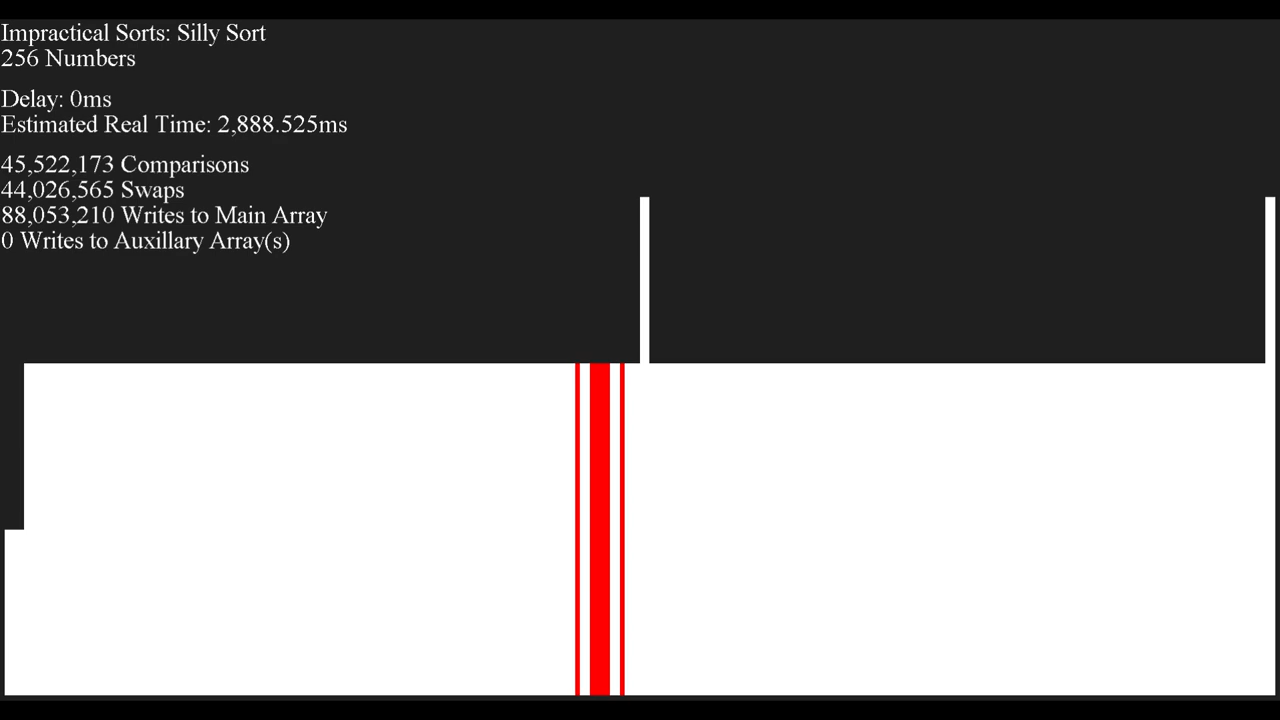 Impractical Sorts: Silly Sort
256 Numbers
Delay: 0ms
Estimated Real Time: 2,888.525ms
45,522,173 Comparisons
44,026,565 Swaps
88,053,210 Writes to Main Array
0 Writes to Auxillary Array(s)